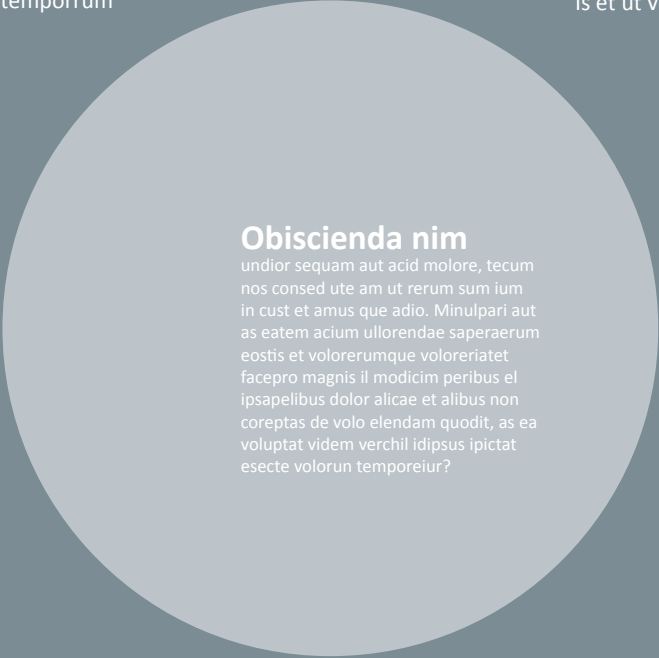 temporrum
is et ut v
Obiscienda nim
undior sequam aut acid molore, tecum
nos consed ute am ut rerum sum ium
in cust et amus que adio. Minulpari aut
as eatem acium ullorendae saperaerum
eostis et volorerumque voloreriatet
facepro magnis il modicim peribus el
ipsapelibus dolor alicae et alibus non
coreptas de volo elendam quodit, as ea
voluptat videm verchil idipsus ipictat
esecte volorun temporeiur?